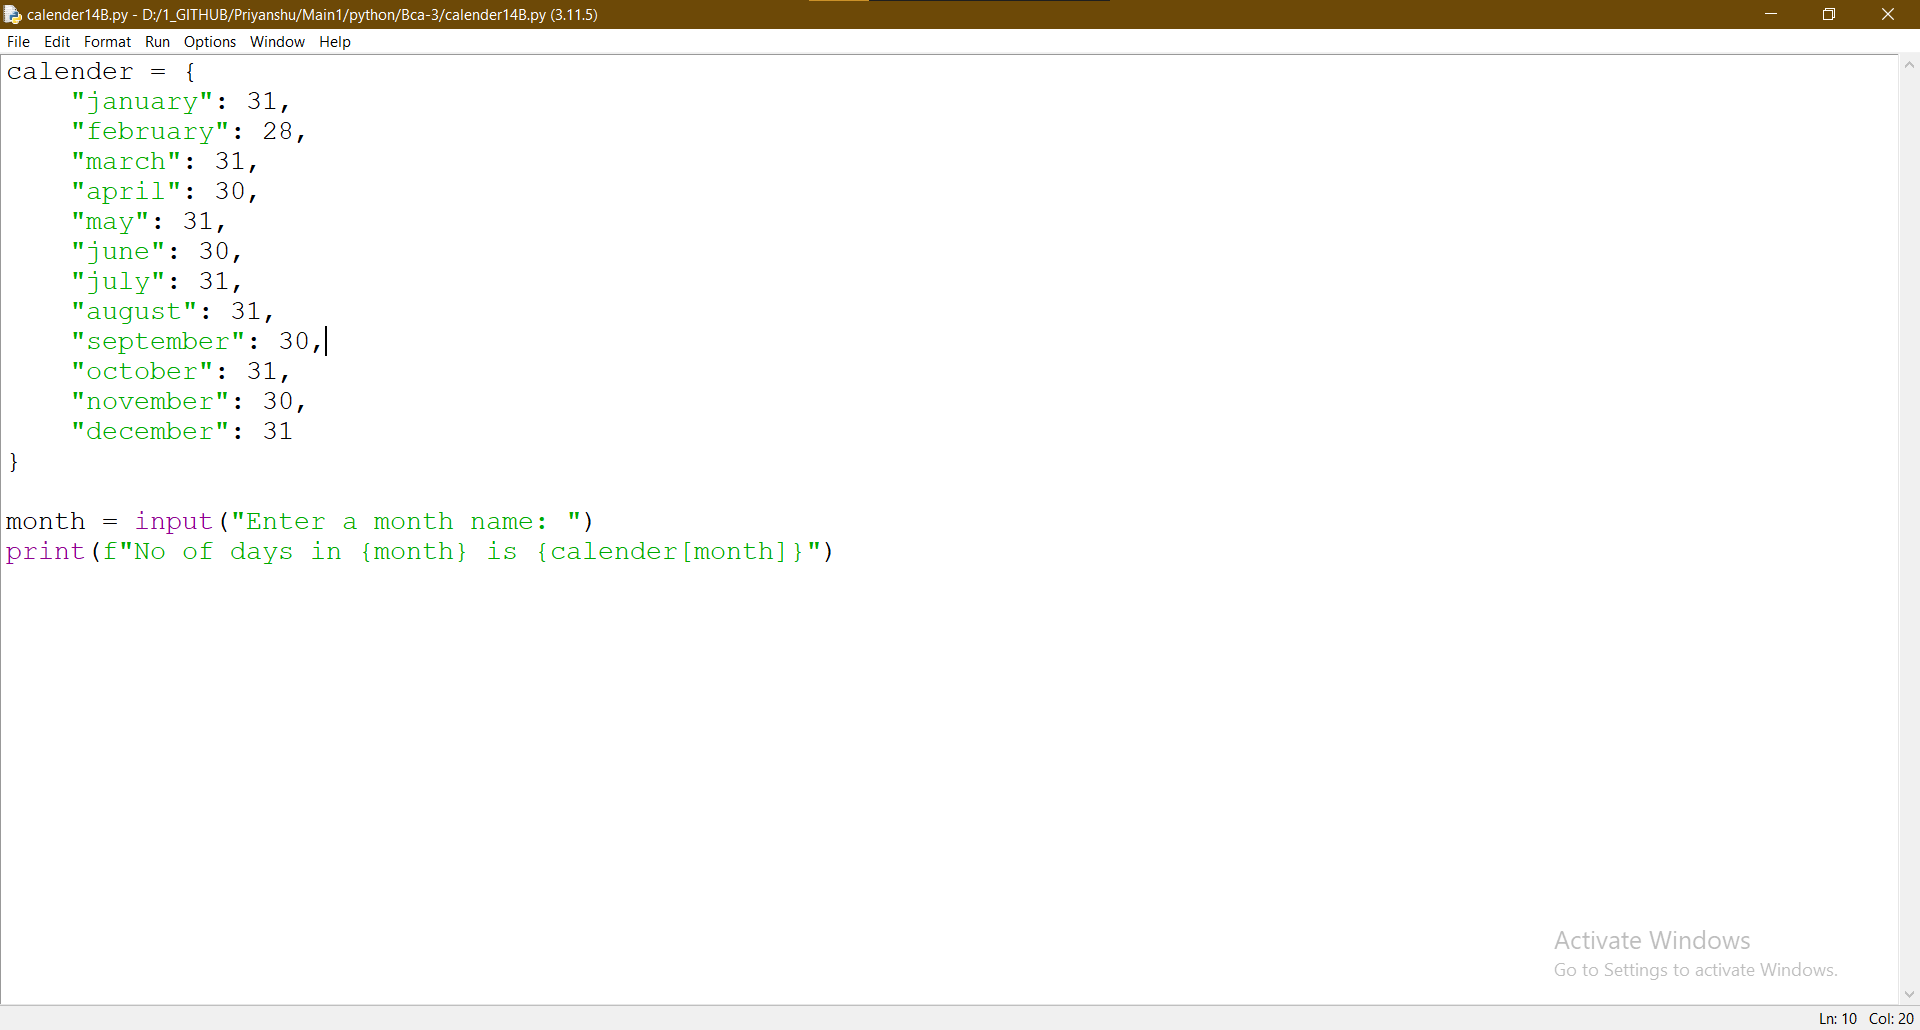 calender14B.py - D:/1_GITHUB/Priyanshu/Main1/python/Bca-3/calender14B.py (3.11.5)
File Edit Format Run Options Window Help
calender = {
    "january": 31,
    "february": 28,
    "march": 31,
    "april": 30,
    "may": 31,
    "june": 30,
    "july": 31,
    "august": 31,
    "september": 30,
    "october": 31,
    "november": 30,
    "december": 31
}
month = input("Enter a month name: ")
print(f"No of days in {month} is {calender[month]}")
Activate Windows
Go to Settings to activate Windows.
Ln: 10 Col: 20